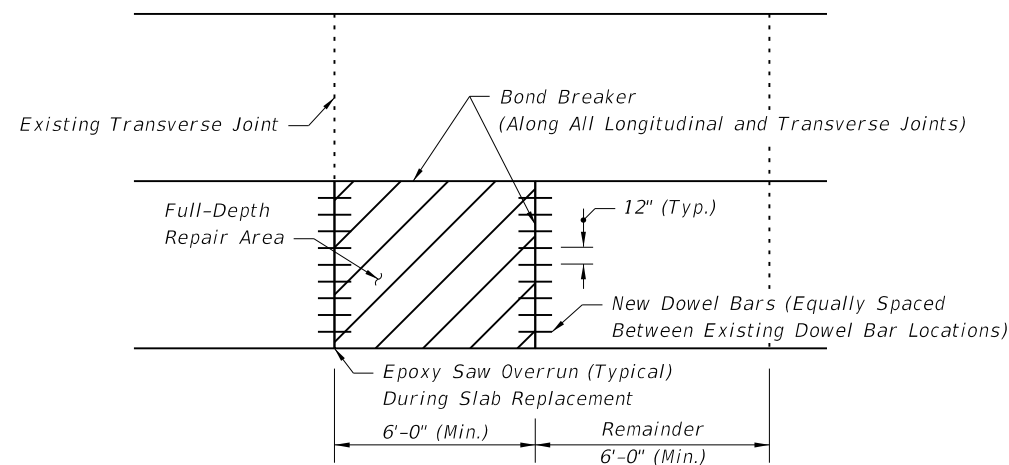 Existing Transverse Joint
Bond Breaker
(Along All Longitudinal and Transverse Joints)
Full-Depth
Repair Area
12" (Typ.)
New Dowel Bars (Equally Spaced
Between Existing Dowel Bar Locations)
Epoxy Saw Overrun (Typical)
During Slab Replacement
6'-0" (Min.)
Remainder
6'-0" (Min.)